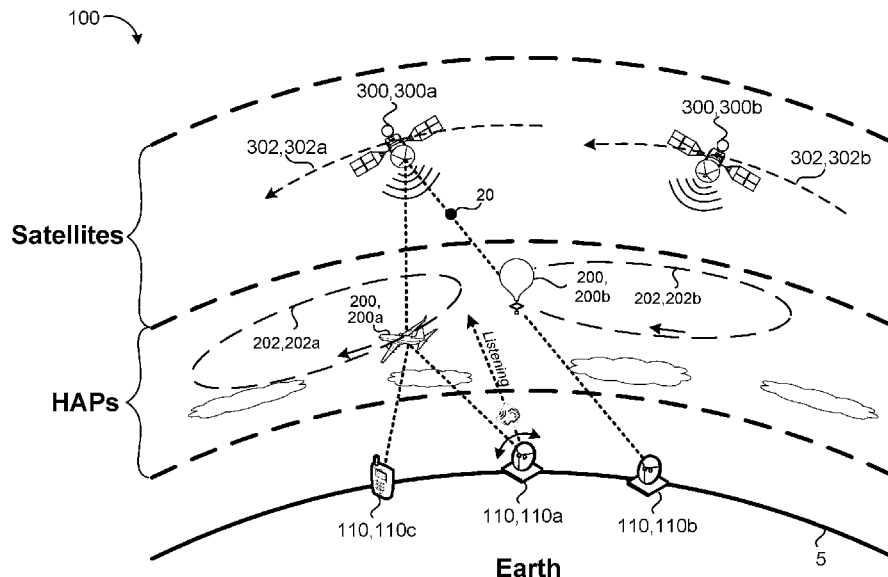 100
300,300a
300,300b
302,302a
302,302b
20
Satellites
200,
200a
200,
200b
202,202b
202,202a
Listening
HAPs
110,110c
110,110a
110,110b
5
Earth